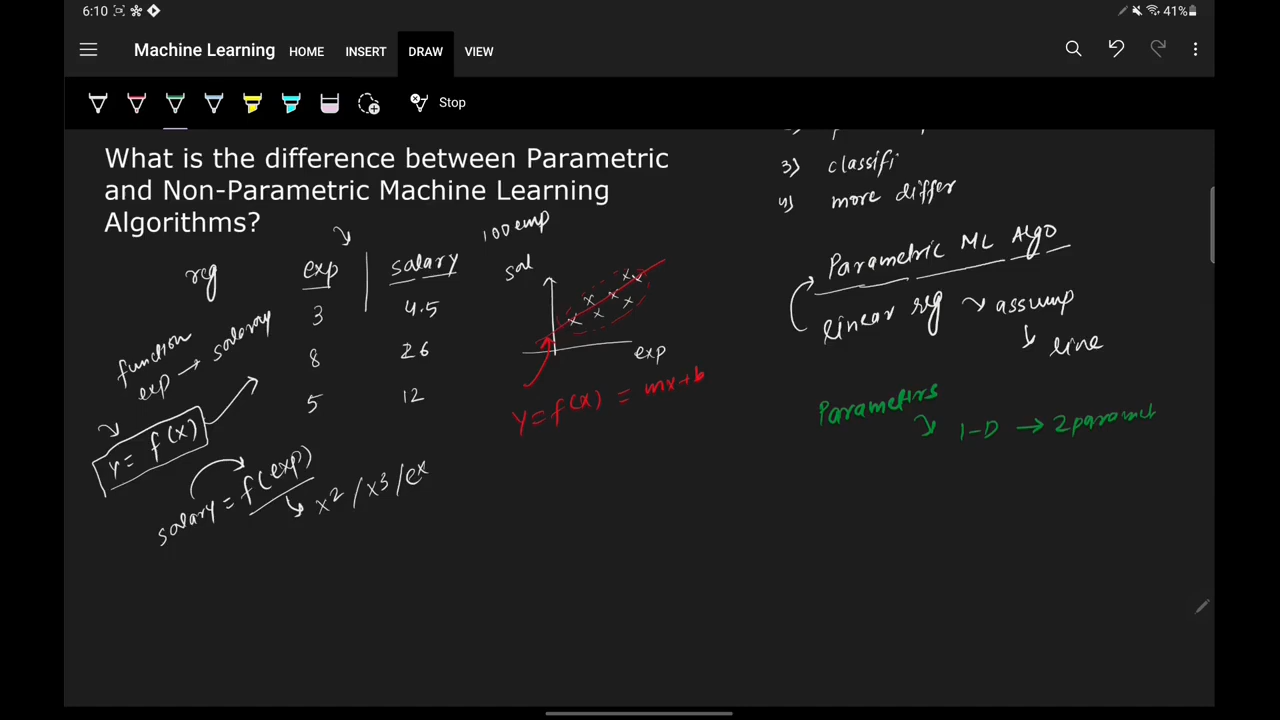 6:10
41%
Machine Learning HOME INSERT DRAW VIEW
Stop
What is the difference between Parametric
and Non-Parametric Machine Learning
Algorithms?
reg
exp salary
3 4.5
8 26
5 12
100 emp
sal
exp
y = f(x) = mx+b
function
exp → salary
y = f(x)
salary = f(exp)
x2 / x3 / ex
3) classifi
4) more differ
Parametric ML Algo
linear reg → assump
line
Parameters
1-D → 2 paramet